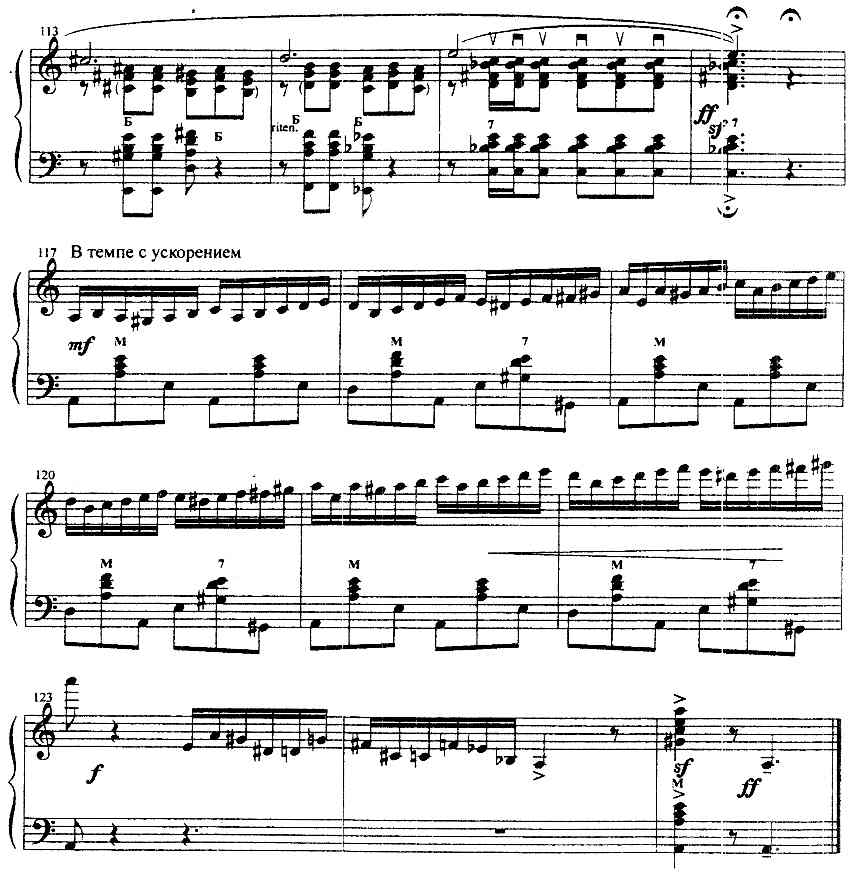 113
Б Б riten. Б Б 7 ff sf 7
117 В темпе с ускорением
mf М М 7 М
120
М 7 М М 7
123
f sf ff
М